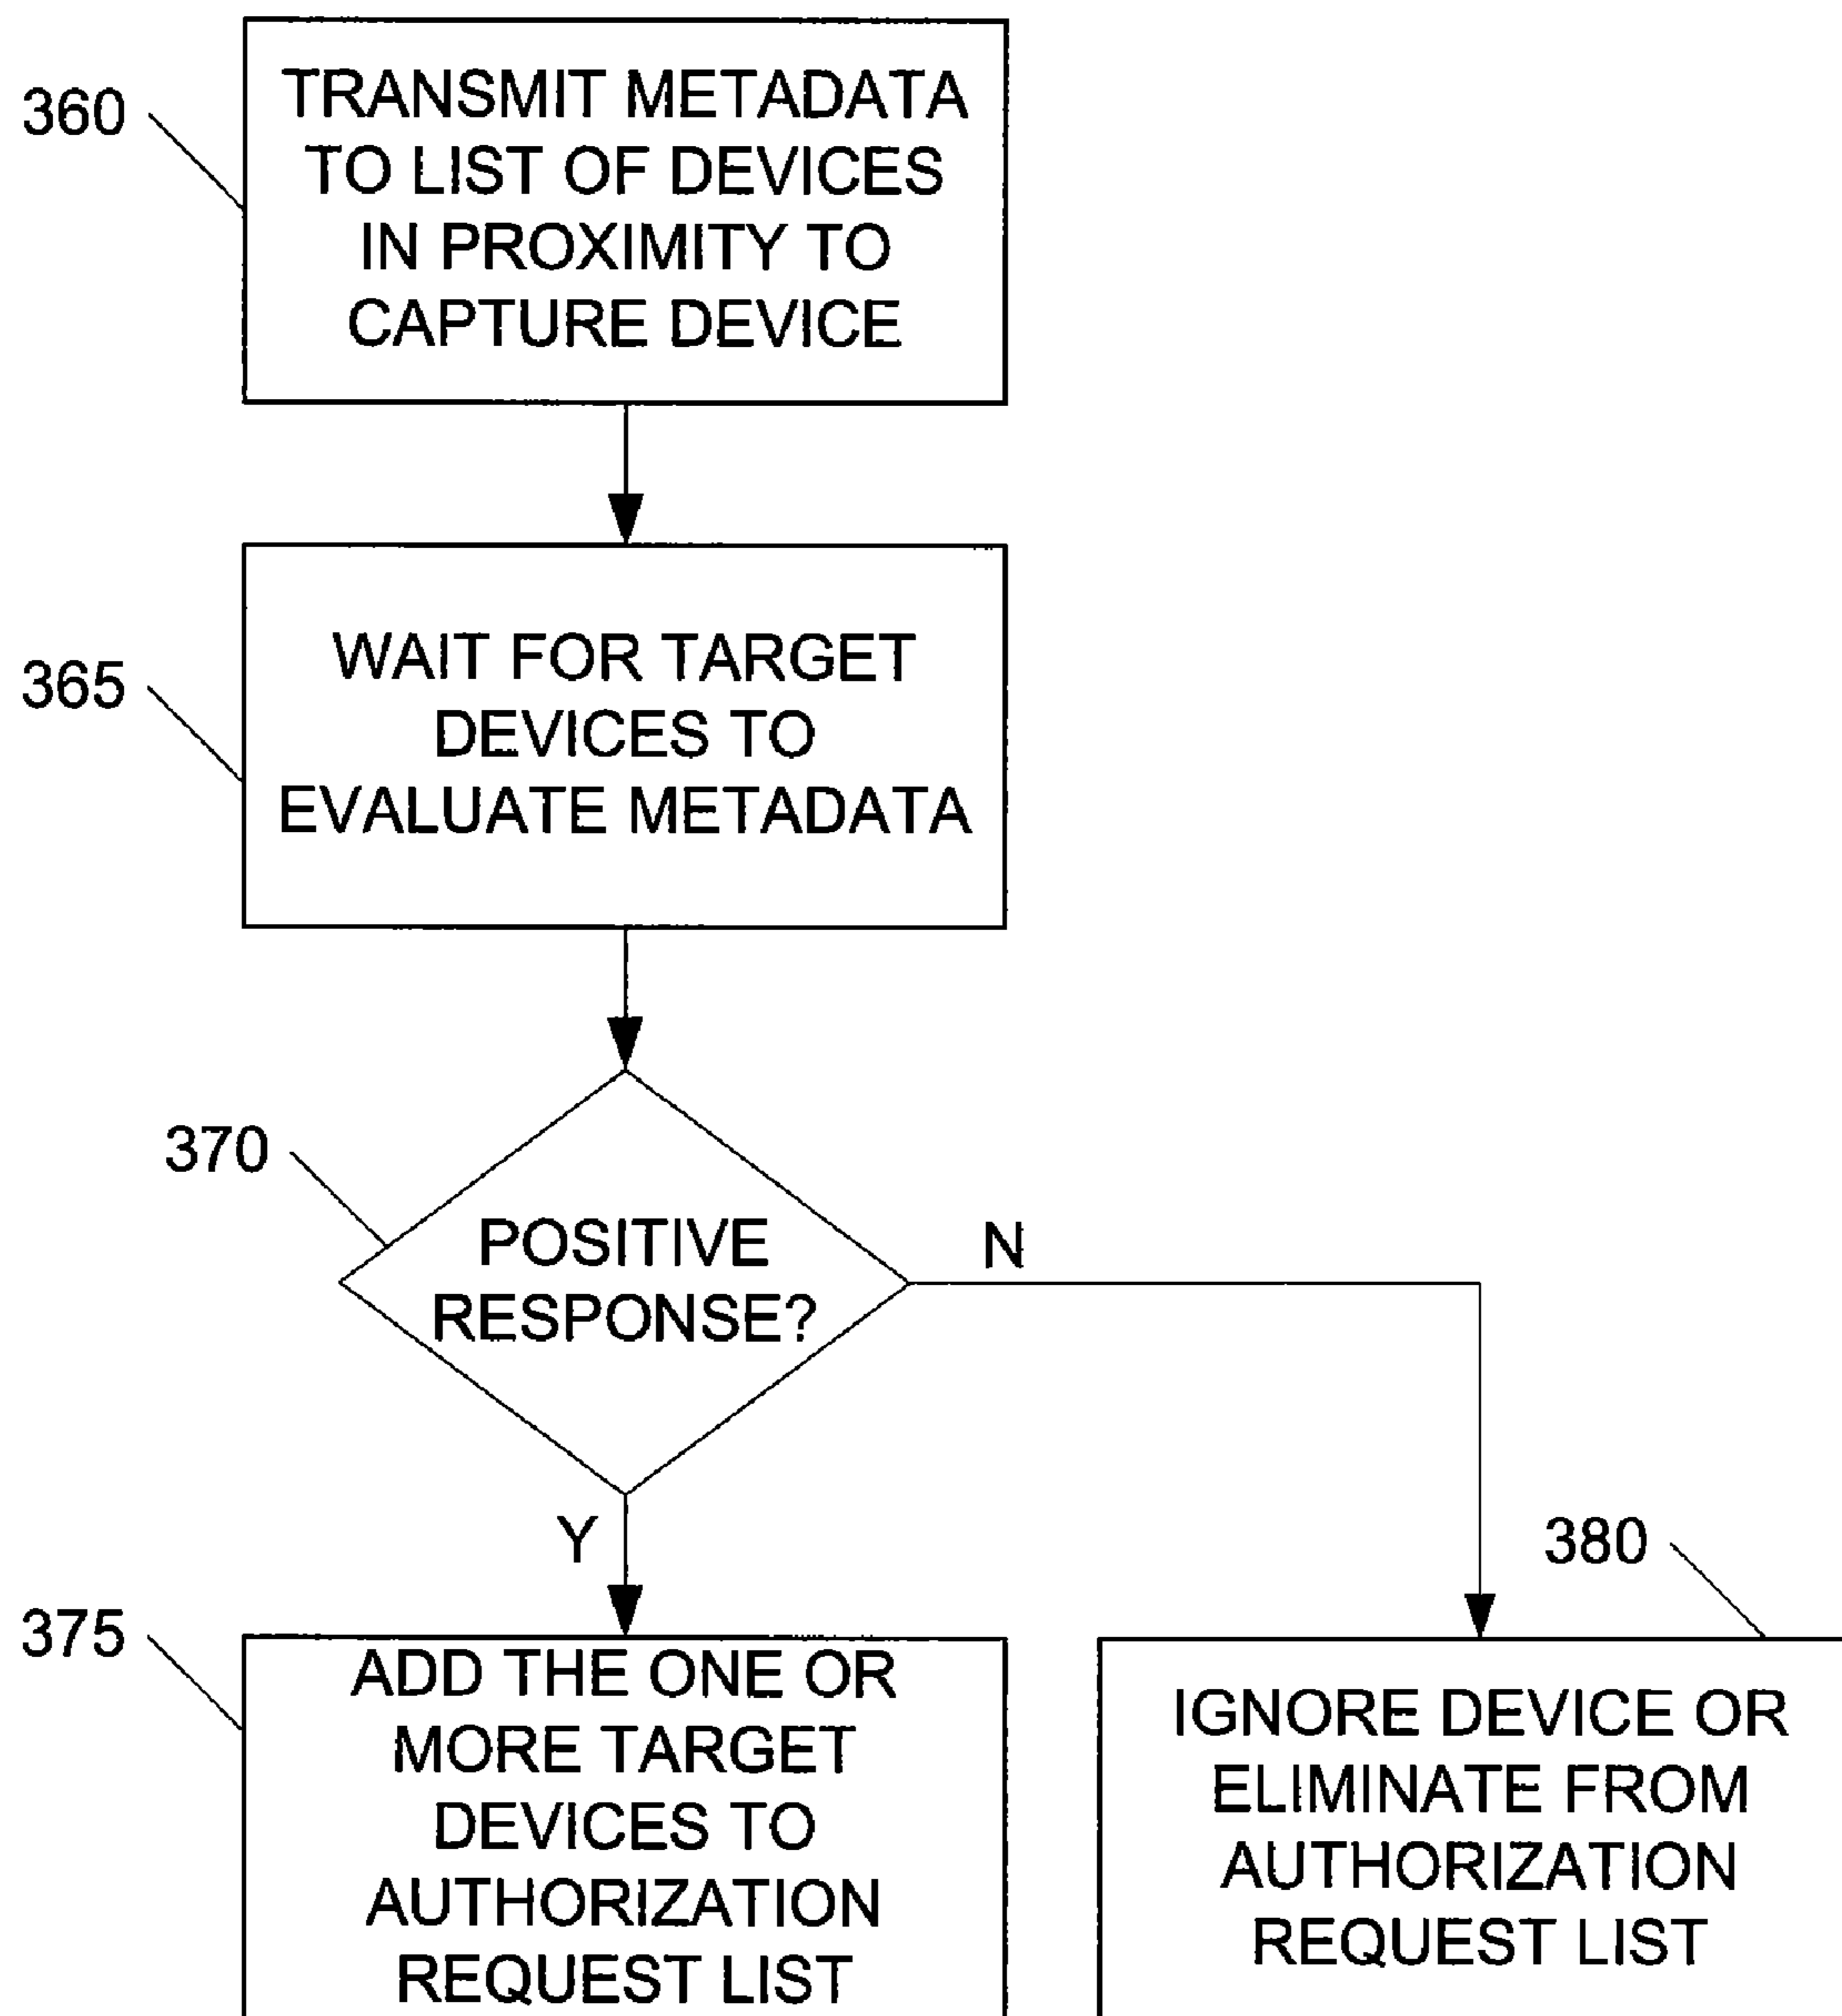 360
TRANSMIT METADATA
TO LIST OF DEVICES
IN PROXIMITY TO
CAPTURE DEVICE
365
WAIT FOR TARGET
DEVICES TO
EVALUATE METADATA
370
POSITIVE
RESPONSE?
N
Y
375
ADD THE ONE OR
MORE TARGET
DEVICES TO
AUTHORIZATION
REQUEST LIST
380
IGNORE DEVICE OR
ELIMINATE FROM
AUTHORIZATION
REQUEST LIST